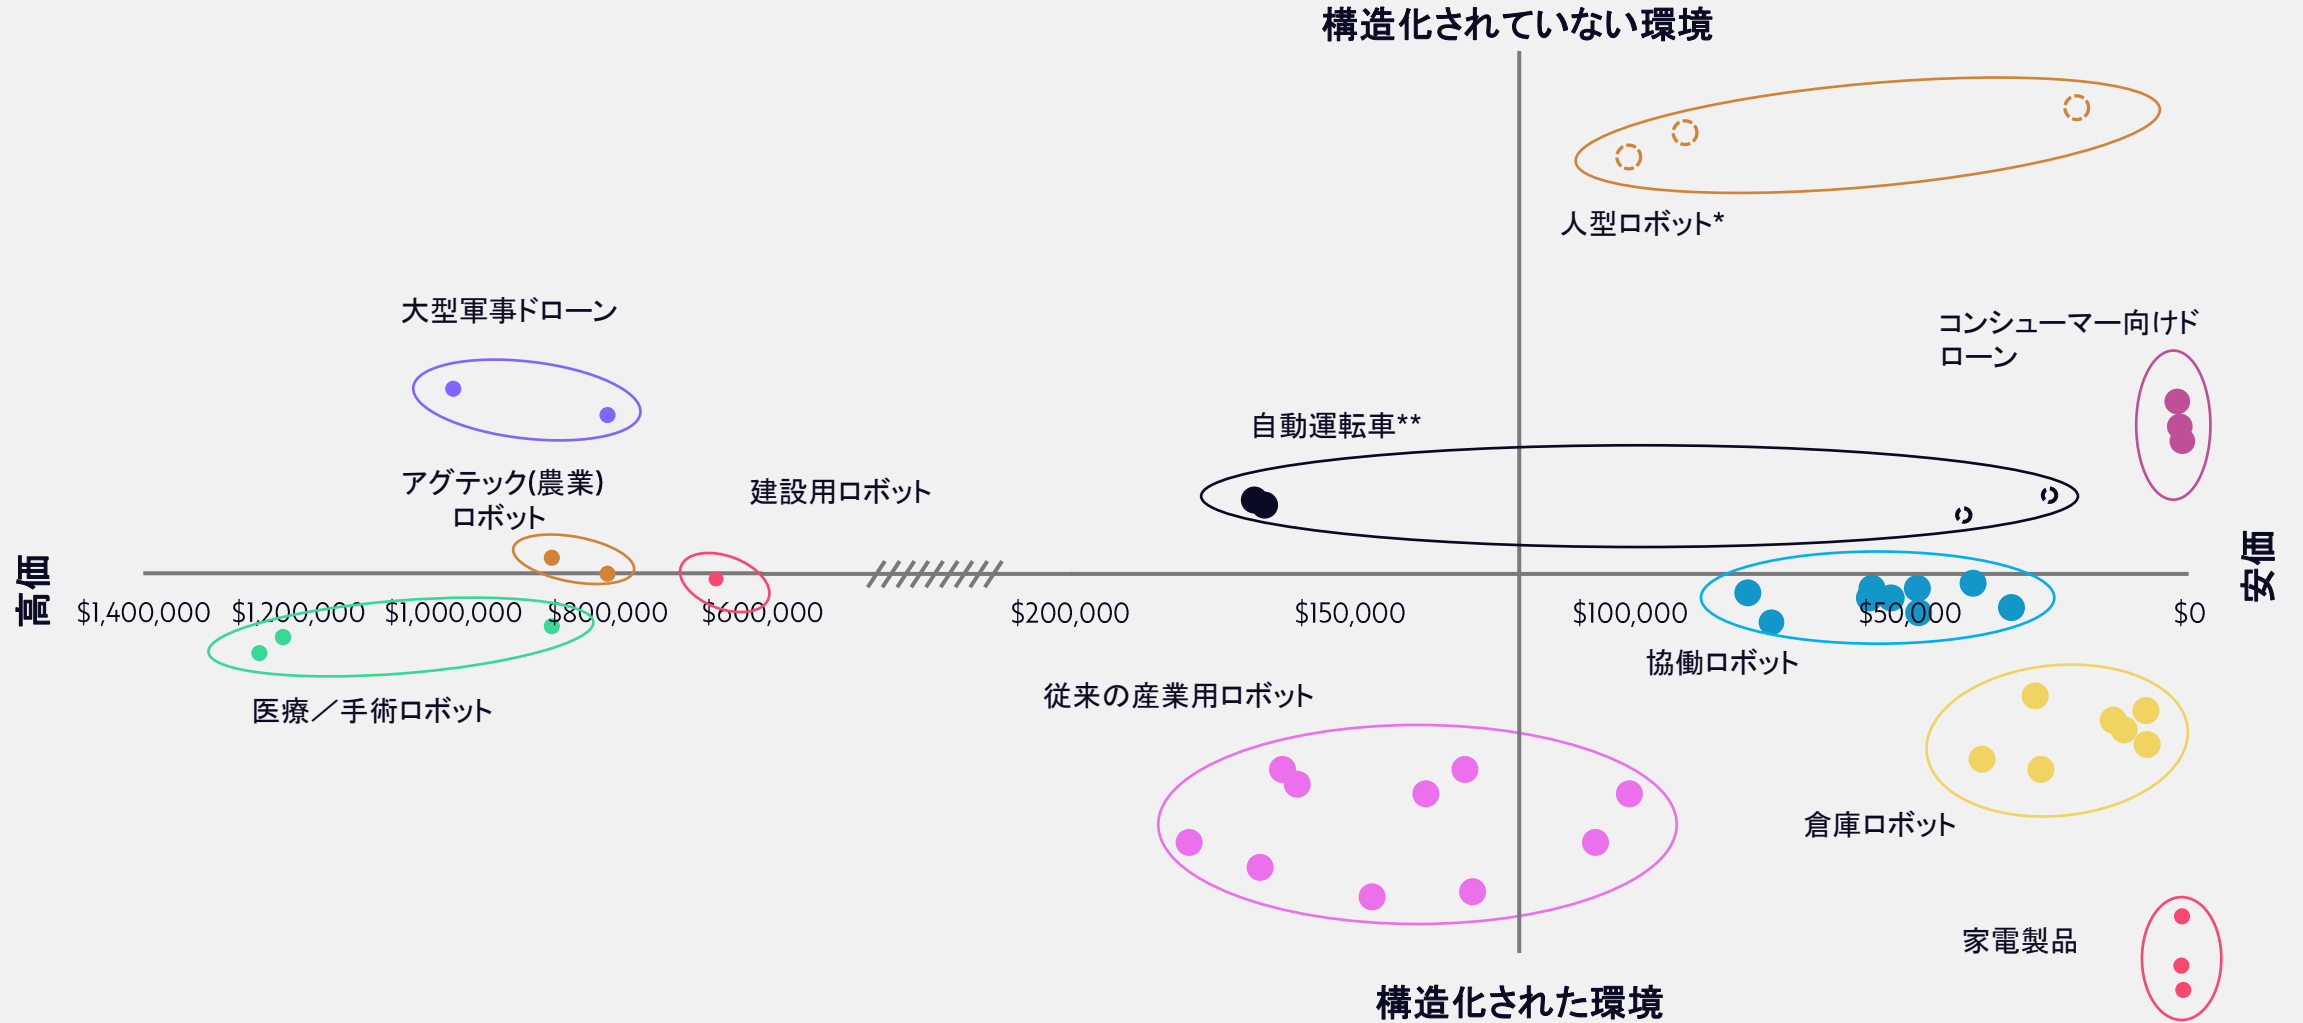 構造化されていない環境
人型ロボット*
大型軍事ドローン
コンシューマー向けド
ローン
自動運転車**
アグテック(農業)
ロボット
建設用ロボット
高価
安価
$1,400,000
$1,200,000
$1,000,000
$800,000
$600,000
$200,000
$150,000
$100,000
$50,000
$0
協働ロボット
従来の産業用ロボット
医療／手術ロボット
倉庫ロボット
家電製品
構造化された環境